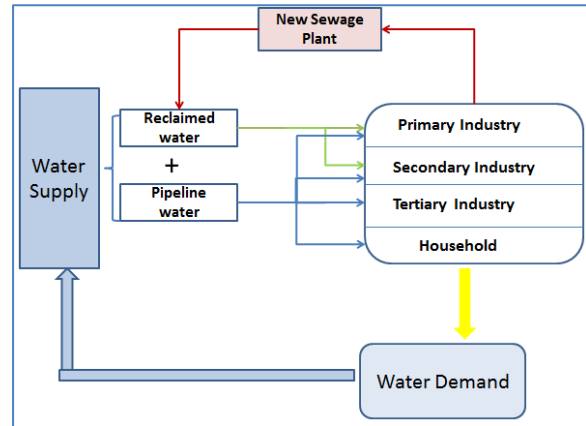 New Sewage
Plant
Reclaimed
water
Water
Supply
+
Pipeline
water
Primary Industry
Secondary Industry
Tertiary Industry
Household
Water Demand